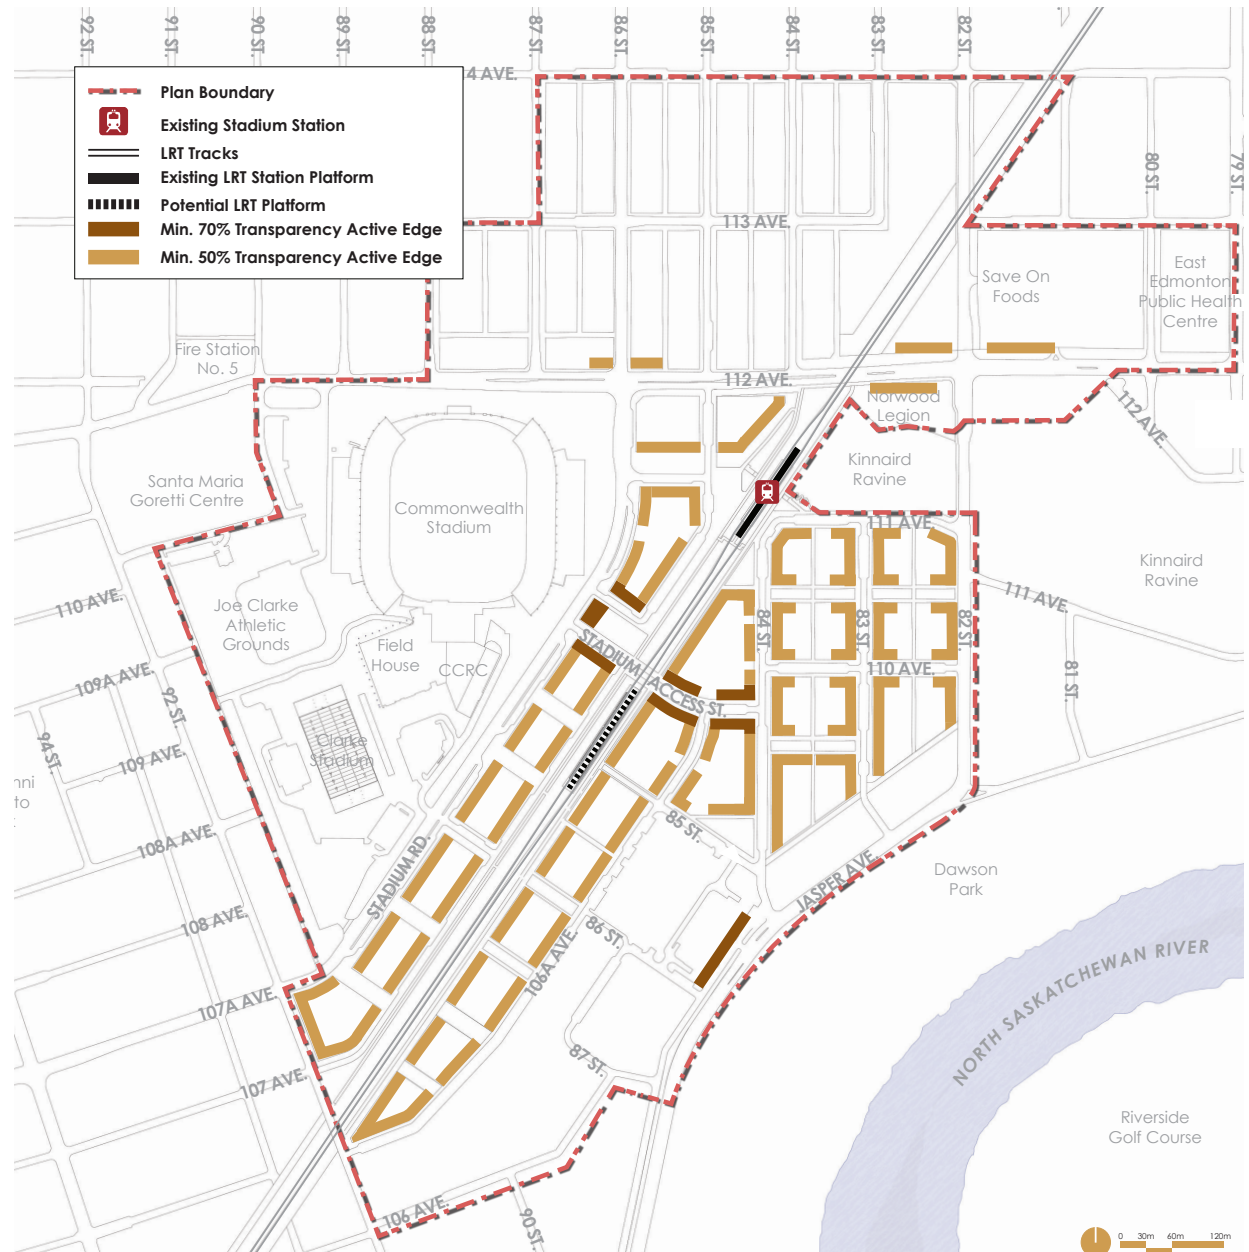 92 ST.
91 ST.
90 ST.
89 ST.
88 ST.
87 ST.
86 ST.
85 ST.
84 ST.
83 ST.
82 ST.
4 AVE.
Plan Boundary
Existing Stadium Station
LRT Tracks
Existing LRT Station Platform
Potential LRT Platform
Min. 70% Transparency Active Edge
Min. 50% Transparency Active Edge
80 ST.
79 ST.
113 AVE.
Save On
Foods
East
Edmonton
Public Health
Centre
Fire Station
No. 5
112 AVE.
Norwood
Legion
112 AVE.
Santa Maria
Goretti Centre
Commonwealth
Stadium
Kinnaird
Ravine
111 AVE.
Kinnaird
Ravine
111 AVE.
110 AVE.
Joe Clarke
Athletic
Grounds
Field
House
CCRC
STADIUM ACCESS ST.
84 ST.
83 ST.
82 ST.
110 AVE.
81 ST.
109A AVE.
92 ST.
94 ST.
109 AVE.
Clarke
Stadium
nni
to
108A AVE.
85 ST.
STADIUM RD.
JASPER AVE.
Dawson
Park
108 AVE.
86 ST.
106A AVE.
NORTH SASKATCHEWAN RIVER
107A AVE.
87 ST.
107 AVE.
Riverside
Golf Course
106 AVE.
90 ST.
0 30m 60m 120m